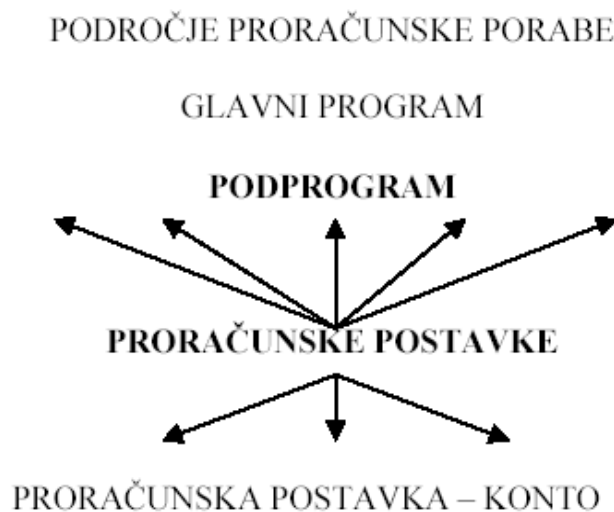 PODROČJE PRORAČUNSKE PORABE
GLAVNI PROGRAM
PODPROGRAM
PRORAČUNSKE POSTAVKE
PRORAČUNSKA POSTAVKA – KONTO